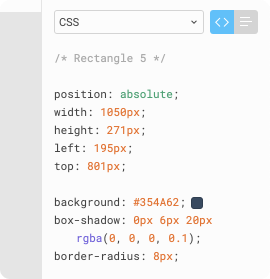 CSS
<>
/* Rectangle 5 */
position: absolute;
width: 1050px;
height: 271px;
left: 195px;
top: 801px;
background: #354A62;
box-shadow: 0px 6px 20px
rgba(0, 0, 0, 0.1);
border-radius: 8px;